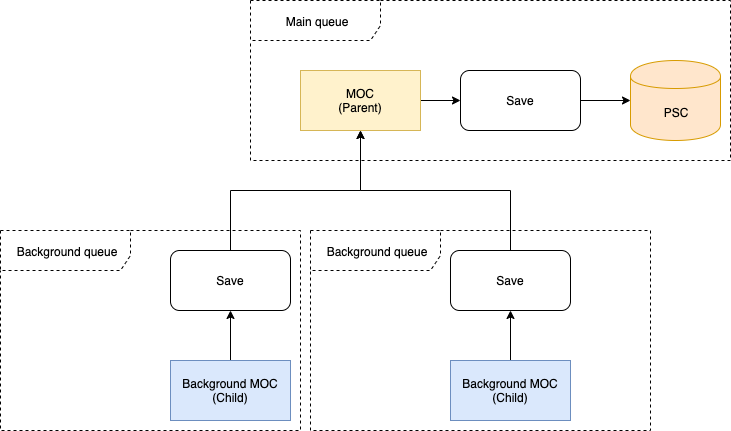 Main queue
MOC
(Parent)
Save
PSC
Background queue
Save
Background MOC
(Child)
Background queue
Save
Background MOC
(Child)